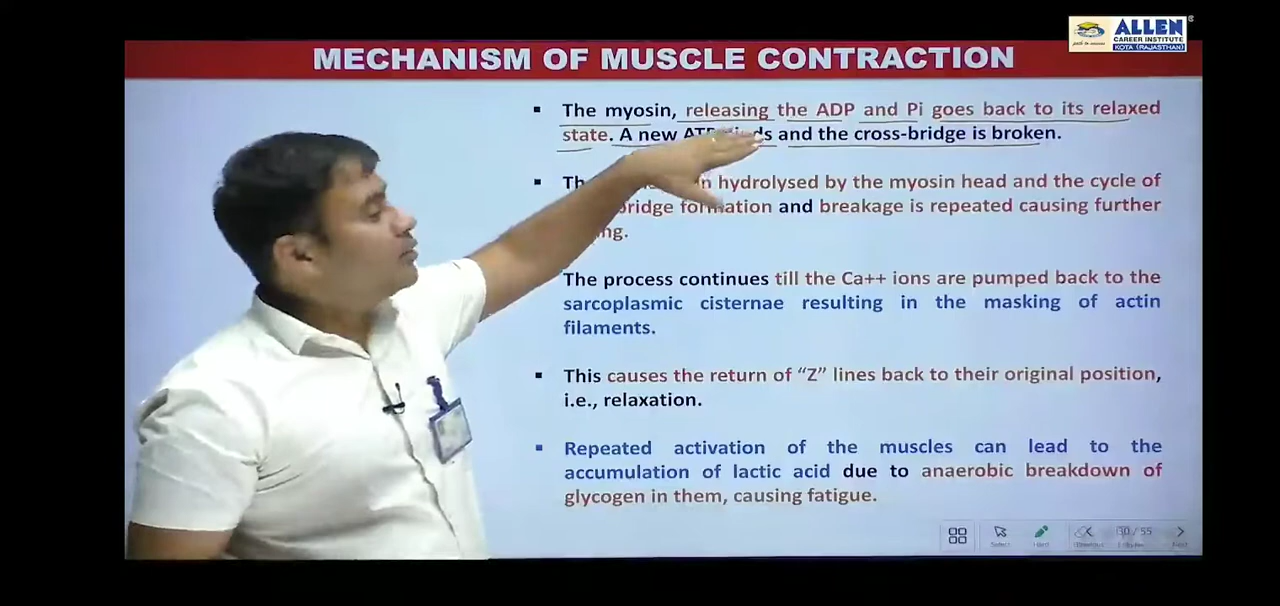 ALLEN
CAREER INSTITUTE
KOTA (RAJASTHAN)
MECHANISM OF MUSCLE CONTRACTION
▪ The myosin, releasing the ADP and Pi goes back to its relaxed
state. A new and the cross-bridge is broken.
▪ hydrolysed by the myosin head and the cycle of
formation and breakage is repeated causing further
The process continues till the Ca++ ions are pumped back to the
sarcoplasmic cisternae resulting in the masking of actin
filaments.
▪ This causes the return of “Z” lines back to their original position,
i.e., relaxation.
▪ Repeated activation of the muscles can lead to the
accumulation of lactic acid due to anaerobic breakdown of
glycogen in them, causing fatigue.
Select
30 / 55